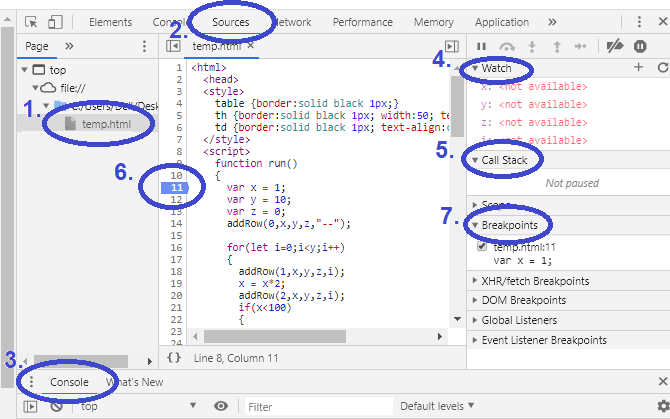 2.
Elements Sources Network Performance Memory Application
Page
temp.html
top
file://
C:/Users/Dell/Desk
1.
temp.html
<html>
<head>
<style>
table {border:solid black 1px;}
th {border:solid black 1px; width:50; te
td {border:solid black 1px; text-align:c
</style>
<script>
function run()
{
6.
1
2
3
4
5
6
7
8
9
10
11
12
13
14
15
16
17
18
19
20
21
22
23
24
var x = 1;
var y = 10;
var z = 0;
addRow(0,x,y,z,"--");
for(let i=0;i<y;i++)
{
addRow(1,x,y,z,i);
x = x*2;
addRow(2,x,y,z,i);
if(x<100)
{
{} Line 8, Column 11
4.
Watch
x: <not available>
y: <not available>
z: <not available>
i: <not available>
5.
Call Stack
Not paused
Scope
7.
Breakpoints
temp.html:11
var x = 1;
XHR/fetch Breakpoints
DOM Breakpoints
Global Listeners
Event Listener Breakpoints
3.
Console What's New
top Filter Default levels